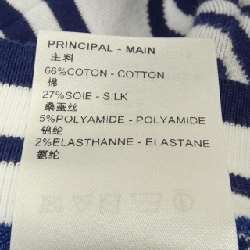 PRINCIPAL - MAIN
主料
66%COTON - COTTON
棉
27%SOIE - SILK
桑蚕丝
5%POLYAMIDE - POLYAMIDE
锦纶
2%ELASTHANNE - ELASTANE
氨纶